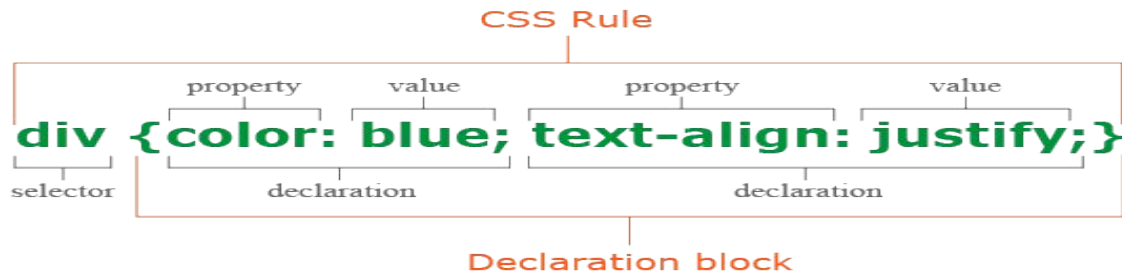 CSS Rule
property value property value
div {color: blue; text-align: justify;}
selector declaration declaration
Declaration block